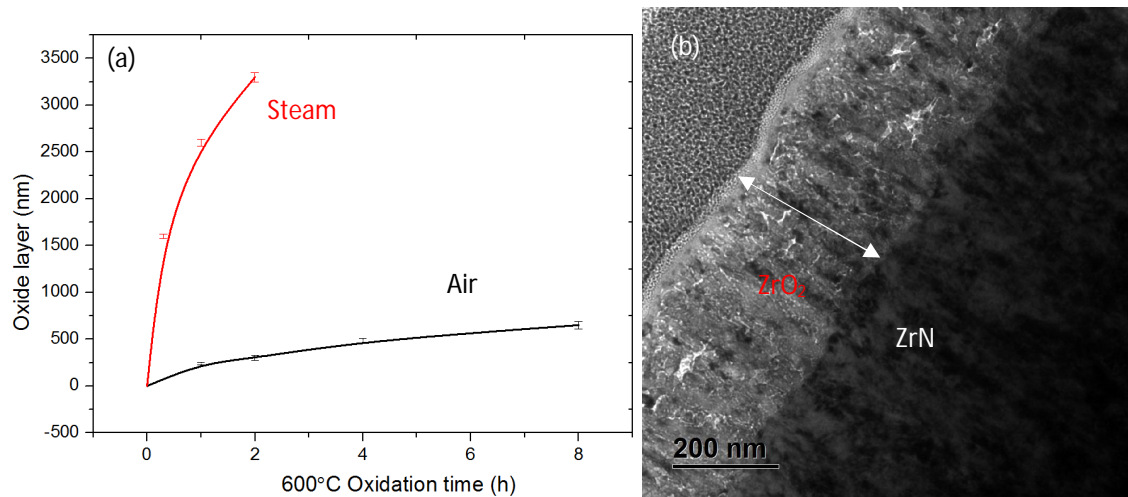 (a)
3500
3000
2500
2000
1500
1000
500
0
-500
Oxide layer (nm)
Steam
Air
0
2
4
6
8
600°C Oxidation time (h)
(b)
ZrO₂
ZrN
200 nm